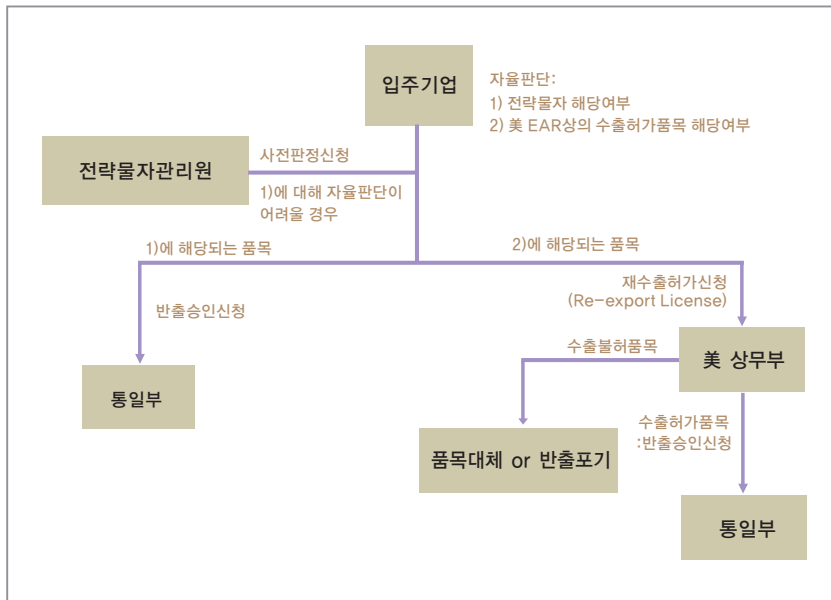 입주기업
자율판단:
1) 전략물자 해당여부
2) 美 EAR상의 수출허가품목 해당여부
전략물자관리원
사전판정신청
1)에 대해 자율판단이
어려울 경우
1)에 해당되는 품목
2)에 해당되는 품목
반출승인신청
재수출허가신청
(Re-export License)
통일부
수출불허품목
美 상무부
품목대체 or 반출포기
수출허가품목
:반출승인신청
통일부